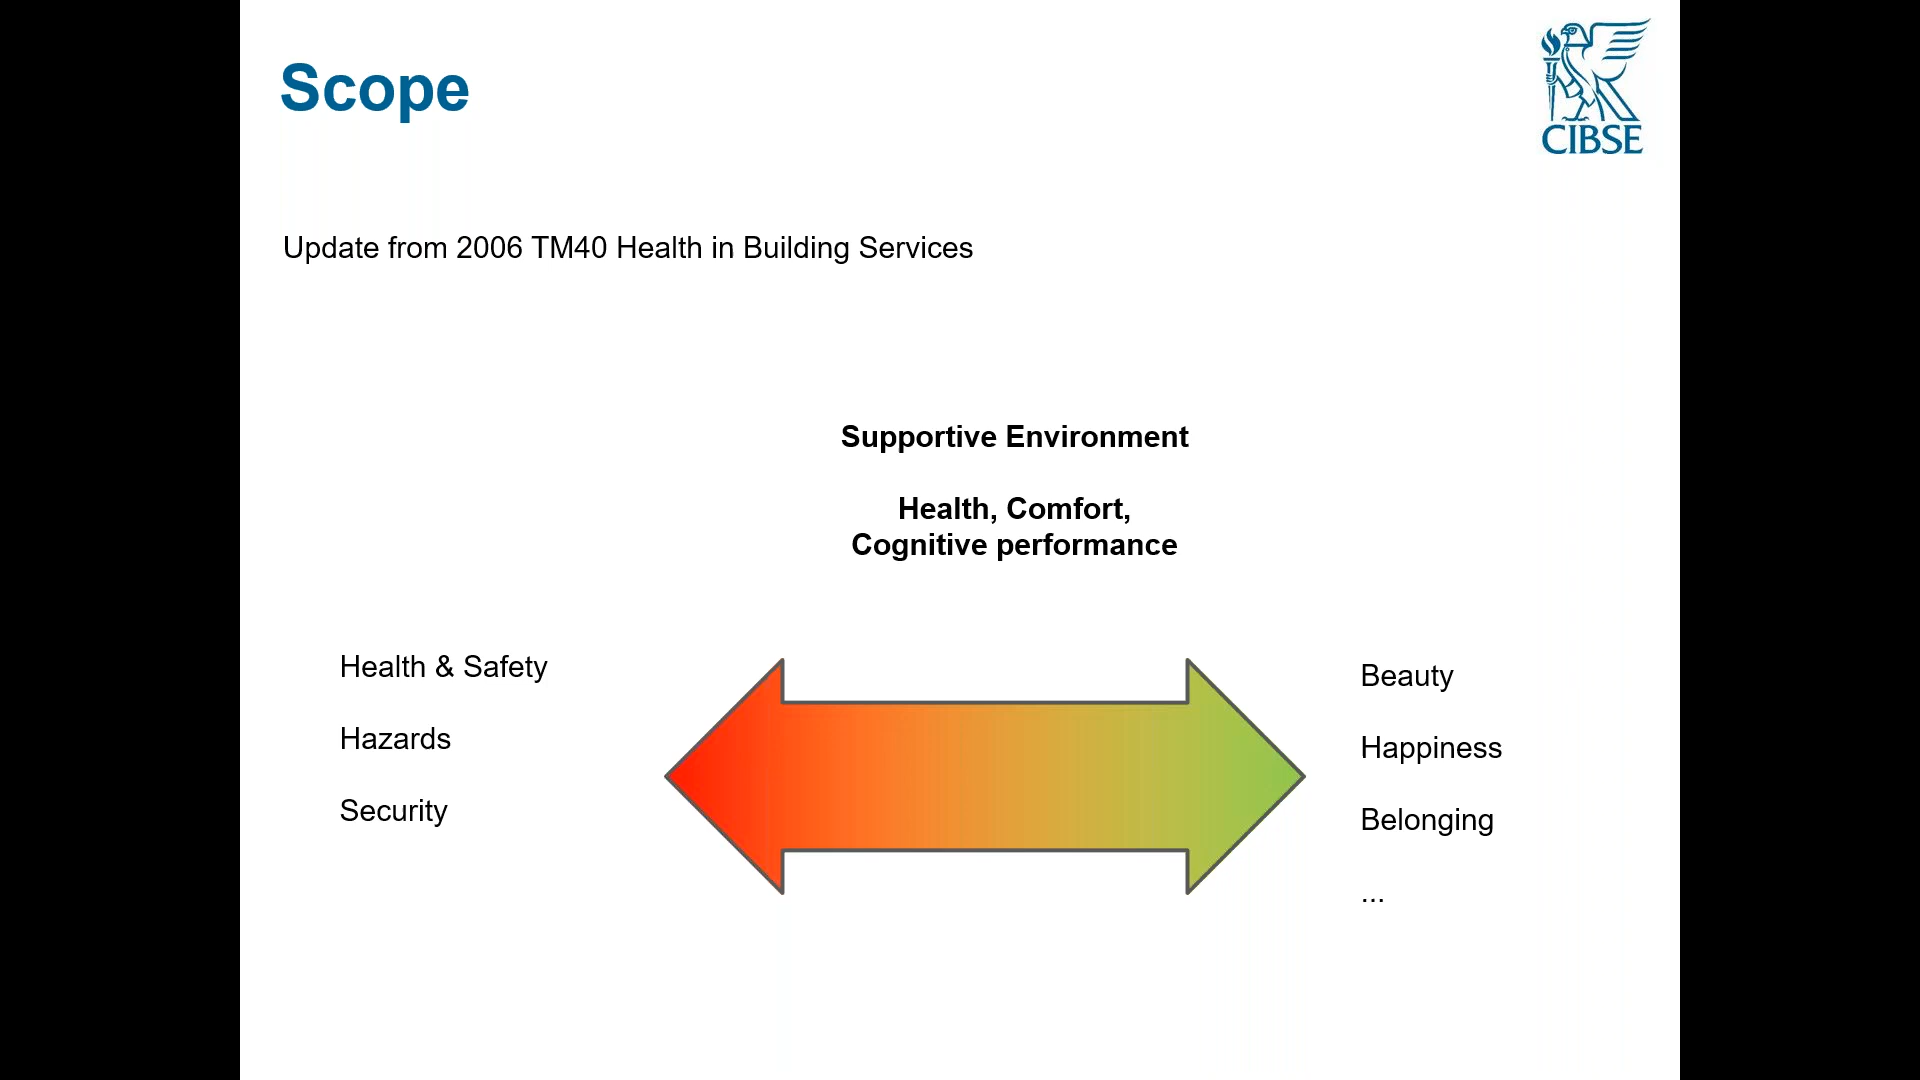 Scope
CIBSE
Update from 2006 TM40 Health in Building Services
Supportive Environment
Health, Comfort,
Cognitive performance
Health & Safety
Hazards
Security
Beauty
Happiness
Belonging
...